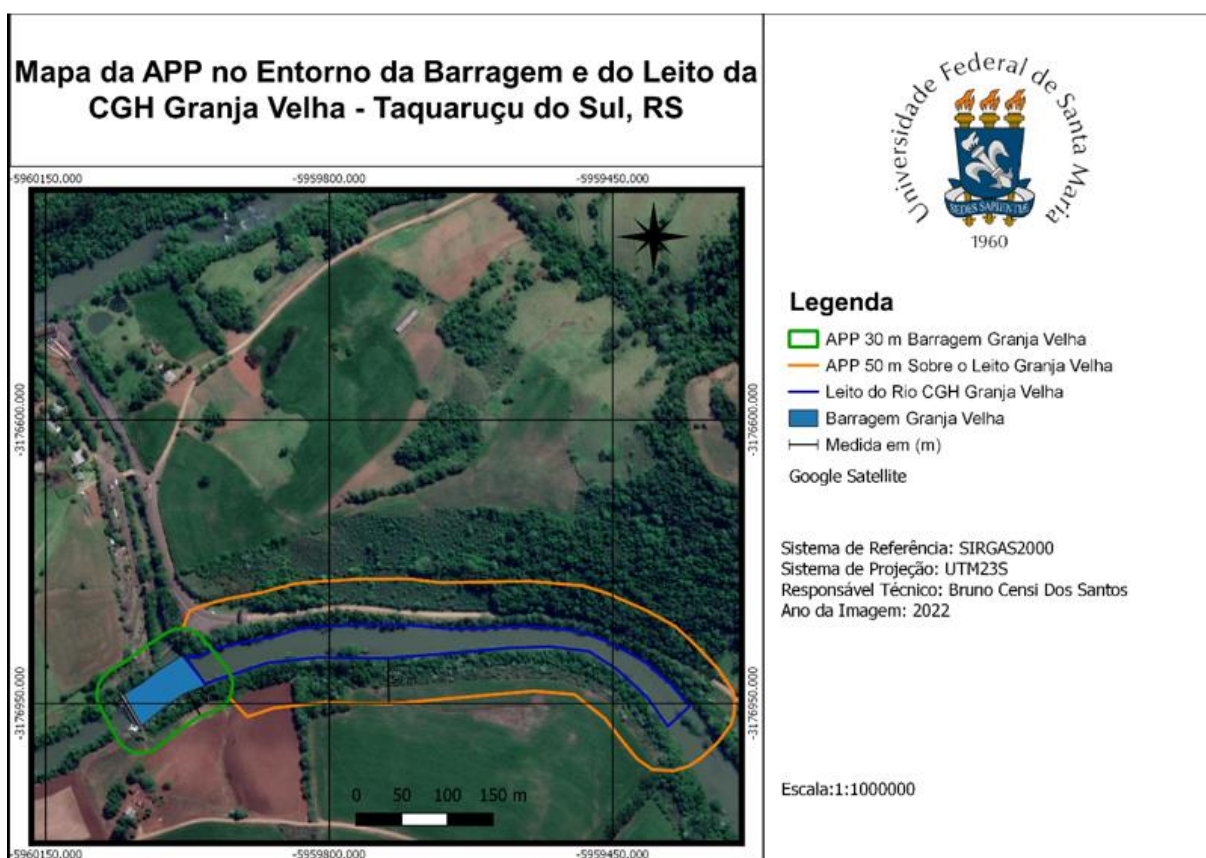 Mapa da APP no Entorno da Barragem e do Leito da
CGH Granja Velha - Taquaruçu do Sul, RS
-5960150.000
-5959800.000
-5959450.000
-3176600.000
-3176600.000
-3176950.000
-3176950.000
0 50 100 150 m
-5960150.000
-5959800.000
-5959450.000
Universidade Federal de Santa Maria
SEDES SAPIENTIAE
1960
Legenda
APP 30 m Barragem Granja Velha
APP 50 m Sobre o Leito Granja Velha
Leito do Rio CGH Granja Velha
Barragem Granja Velha
Medida em (m)
Google Satellite
Sistema de Referência: SIRGAS2000
Sistema de Projeção: UTM23S
Responsável Técnico: Bruno Censi Dos Santos
Ano da Imagem: 2022
Escala:1:1000000